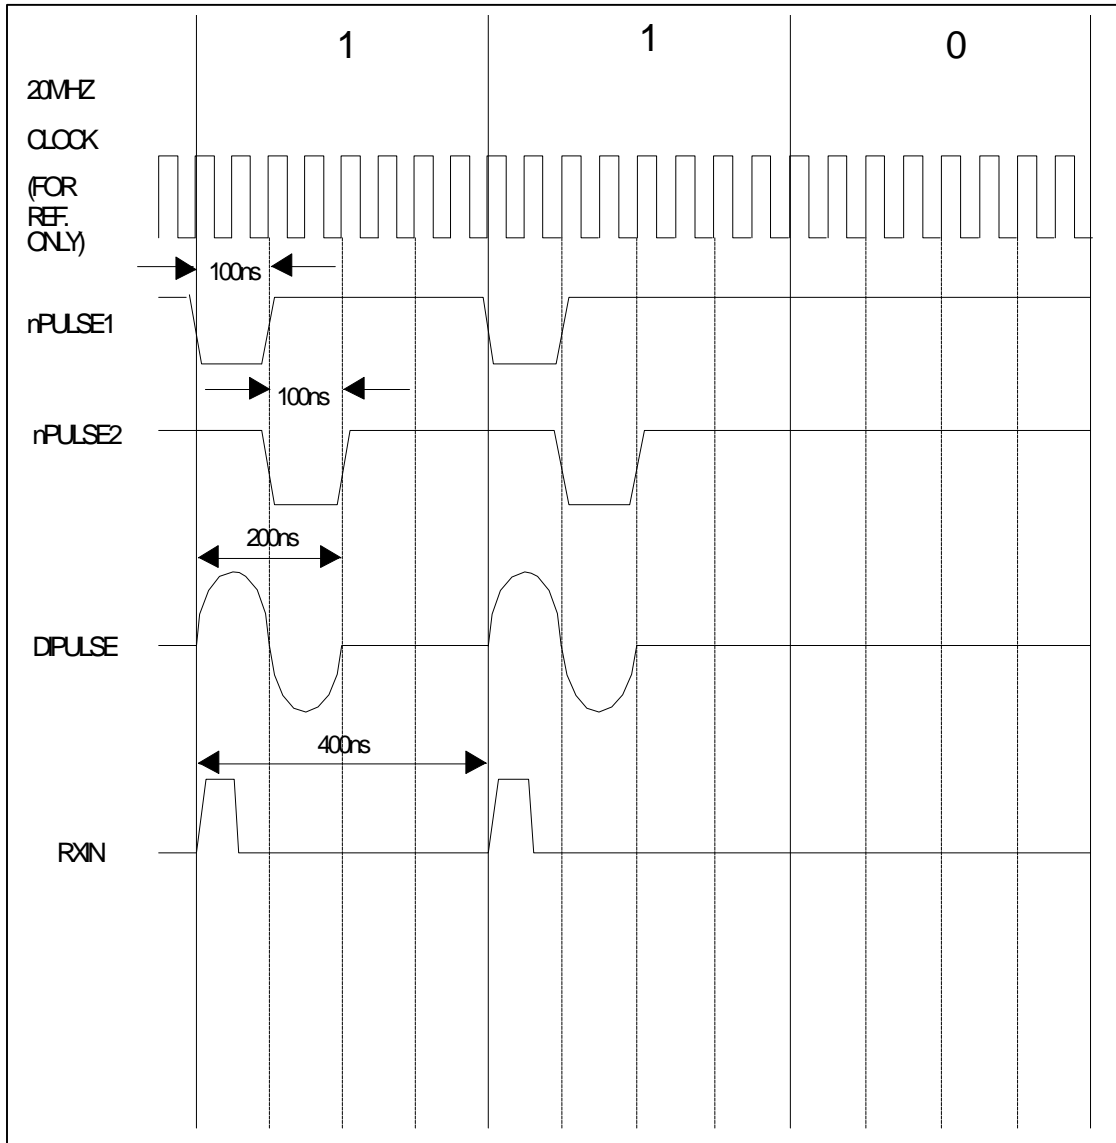 1 1 0
20MHZ
CLOCK
(FOR
REF.
ONLY)
100ns
nPULSE1
100ns
nPULSE2
200ns
DIPULSE
400ns
RXIN